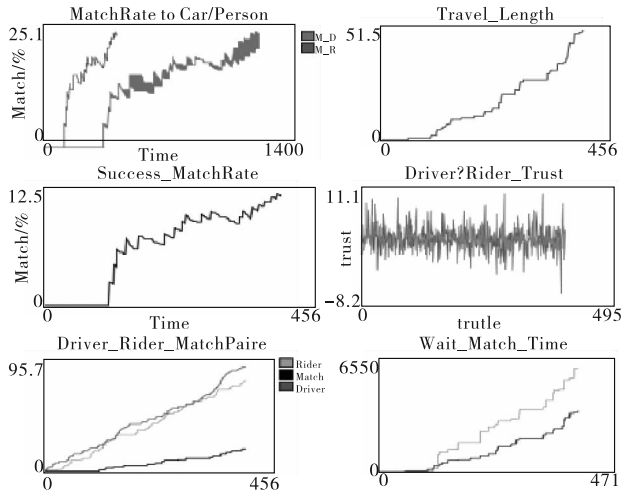 MatchRate to Car/Person
25.1
Match/%
0
Time
1400
M_D
M_R
Travel_Length
51.5
0
0
456
Success_MatchRate
12.5
Match/%
0
0
Time
456
Driver?Rider_Trust
11.1
trust
-8.2
0
trutle
495
Driver_Rider_MatchPaire
95.7
0
0
456
Rider
Match
Driver
Wait_Match_Time
6550
0
0
471